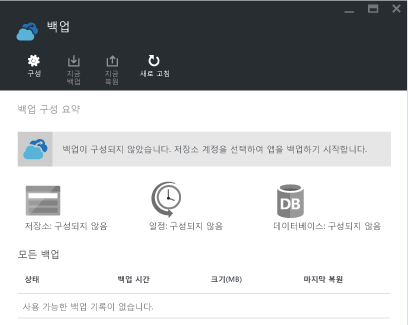 백업
구성
지금
백업
지금
복원
새로 고침
백업 구성 요약
백업이 구성되지 않았습니다. 저장소 계정을 선택하여 앱을 백업하기 시작합니다.
DB
저장소: 구성되지 않음 일정: 구성되지 않음 데이터베이스: 구성되지 않음
모든 백업
상태 백업 시간 크기(MB) 마지막 복원
사용 가능한 백업 기록이 없습니다.